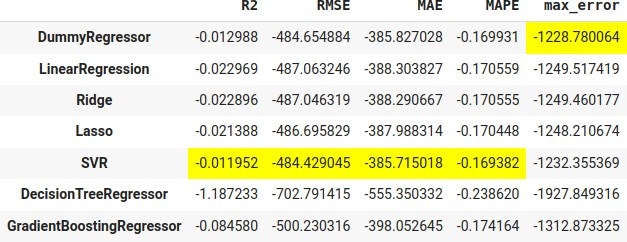 R2 RMSE MAE MAPE max_error
DummyRegressor -0.012988 -484.654884 -385.827028 -0.169931 -1228.780064
LinearRegression -0.022969 -487.063246 -388.303827 -0.170559 -1249.517419
Ridge -0.022896 -487.046319 -388.290667 -0.170555 -1249.460177
Lasso -0.021388 -486.695829 -387.988314 -0.170448 -1248.210674
SVR -0.011952 -484.429045 -385.715018 -0.169382 -1232.355369
DecisionTreeRegressor -1.187233 -702.791415 -555.350332 -0.238620 -1927.849316
GradientBoostingRegressor -0.084580 -500.230316 -398.052645 -0.174164 -1312.873325